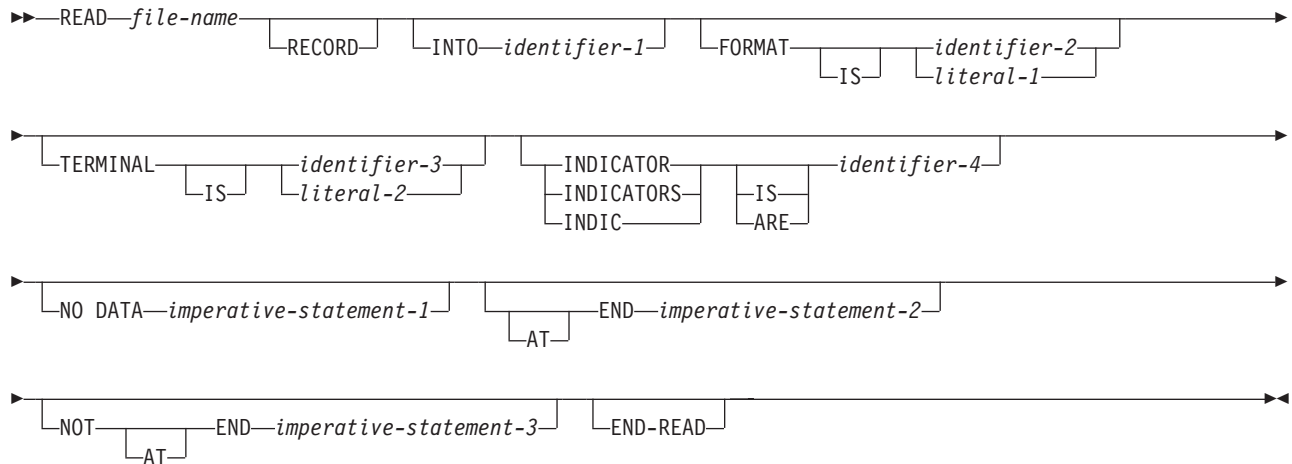 READ file-name RECORD INTO identifier-1 FORMAT IS identifier-2 literal-1
TERMINAL IS identifier-3 literal-2 INDICATOR INDICATORS INDIC IS ARE identifier-4
NO DATA imperative-statement-1 AT END imperative-statement-2
NOT AT END imperative-statement-3 END-READ